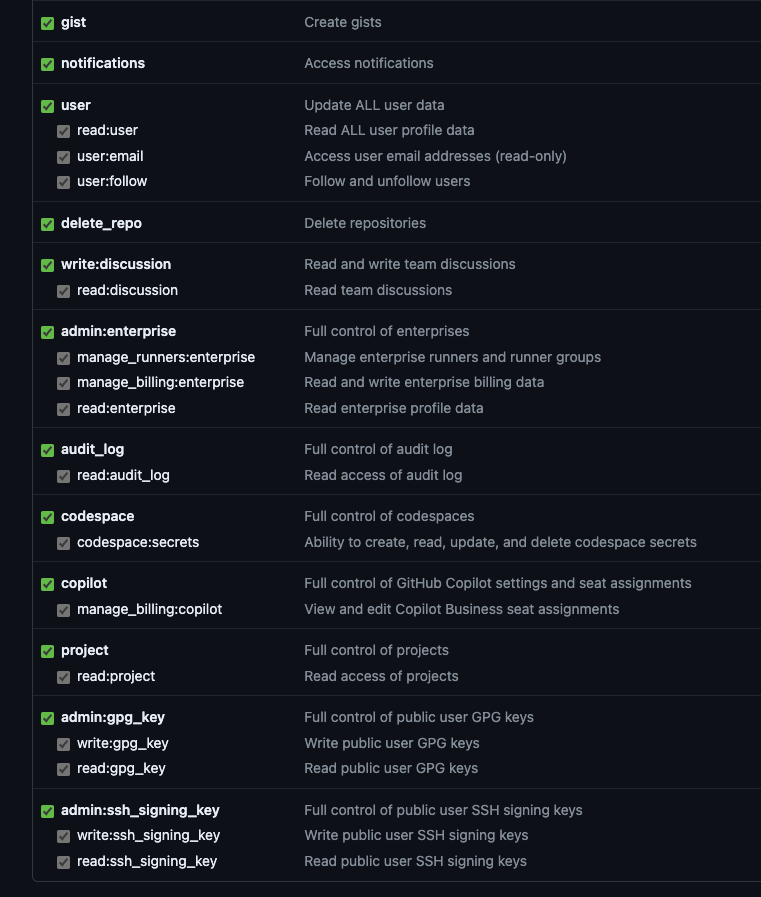 gist Create gists
notifications Access notifications
user Update ALL user data
read:user Read ALL user profile data
user:email Access user email addresses (read-only)
user:follow Follow and unfollow users
delete_repo Delete repositories
write:discussion Read and write team discussions
read:discussion Read team discussions
admin:enterprise Full control of enterprises
manage_runners:enterprise Manage enterprise runners and runner groups
manage_billing:enterprise Read and write enterprise billing data
read:enterprise Read enterprise profile data
audit_log Full control of audit log
read:audit_log Read access of audit log
codespace Full control of codespaces
codespace:secrets Ability to create, read, update, and delete codespace secrets
copilot Full control of GitHub Copilot settings and seat assignments
manage_billing:copilot View and edit Copilot Business seat assignments
project Full control of projects
read:project Read access of projects
admin:gpg_key Full control of public user GPG keys
write:gpg_key Write public user GPG keys
read:gpg_key Read public user GPG keys
admin:ssh_signing_key Full control of public user SSH signing keys
write:ssh_signing_key Write public user SSH signing keys
read:ssh_signing_key Read public user SSH signing keys